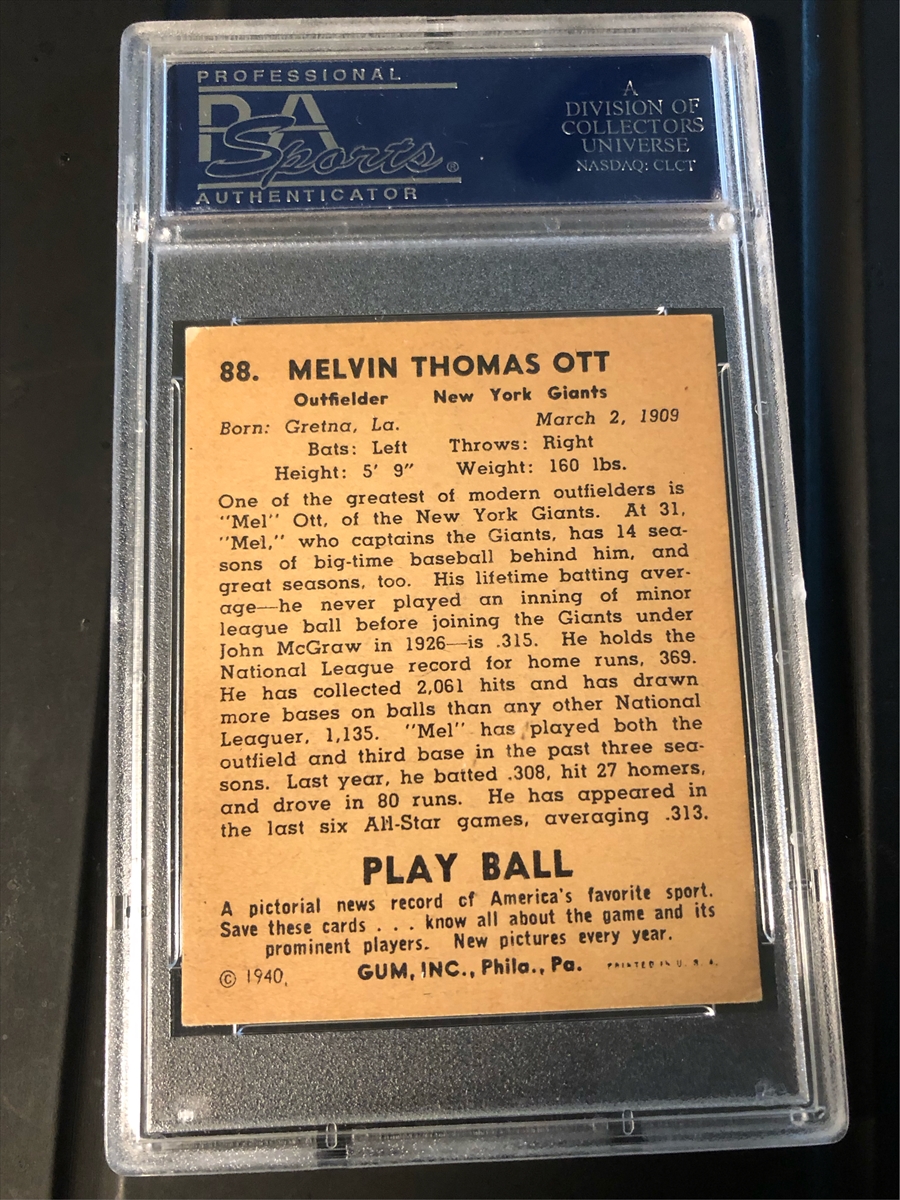 PROFESSIONAL
PSA
Sports®
AUTHENTICATOR
A
DIVISION OF
COLLECTORS
UNIVERSE
NASDAQ: CLCT
88. MELVIN THOMAS OTT
Outfielder New York Giants
Born: Gretna, La. March 2, 1909
Bats: Left Throws: Right
Height: 5' 9" Weight: 160 lbs.
One of the greatest of modern outfielders is
"Mel" Ott, of the New York Giants. At 31,
"Mel," who captains the Giants, has 14 sea-
sons of big-time baseball behind him, and
great seasons, too. His lifetime batting aver-
age—he never played an inning of minor
league ball before joining the Giants under
John McGraw in 1926—is .315. He holds the
National League record for home runs, 369.
He has collected 2,061 hits and has drawn
more bases on balls than any other National
Leaguer, 1,135. "Mel" has played both the
outfield and third base in the past three sea-
sons. Last year, he batted .308, hit 27 homers,
and drove in 80 runs. He has appeared in
the last six All-Star games, averaging .313.
PLAY BALL
A pictorial news record of America's favorite sport.
Save these cards . . . know all about the game and its
prominent players. New pictures every year.
© 1940, GUM, INC., Phila., Pa. PRINTED IN U. S. A.